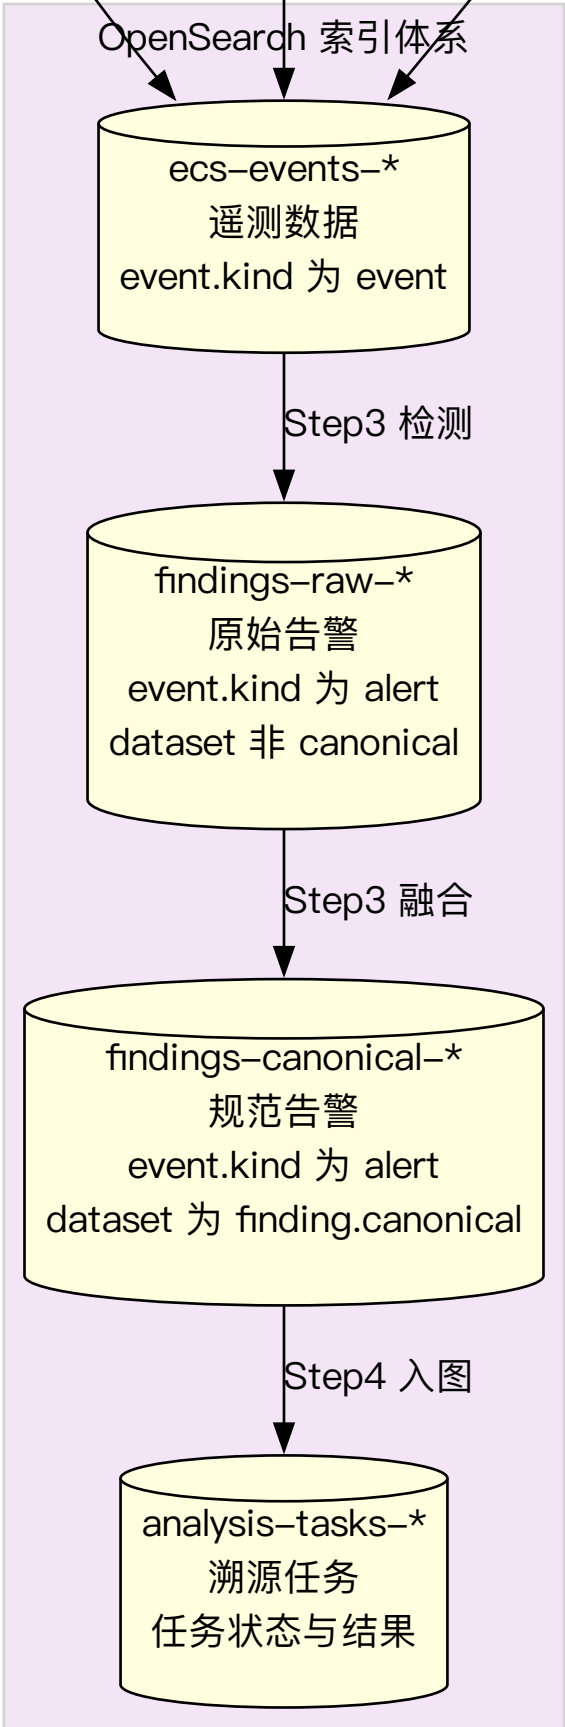 OpenSearch 索引体系
ecs-events-*
遥测数据
event.kind 为 event
Step3 检测
findings-raw-*
原始告警
event.kind 为 alert
dataset 非 canonical
Step3 融合
findings-canonical-*
规范告警
event.kind 为 alert
dataset 为 finding.canonical
Step4 入图
analysis-tasks-*
溯源任务
任务状态与结果